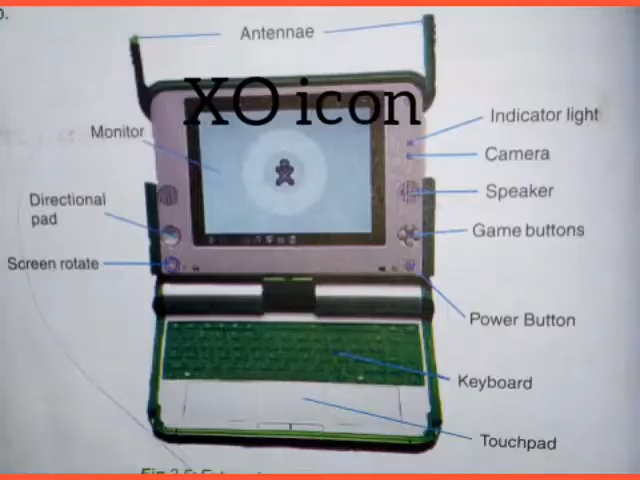 Antennae
XO icon
Indicator light
Monitor
Camera
Speaker
Directional
pad
Game buttons
Screen rotate
Power Button
Keyboard
Touchpad